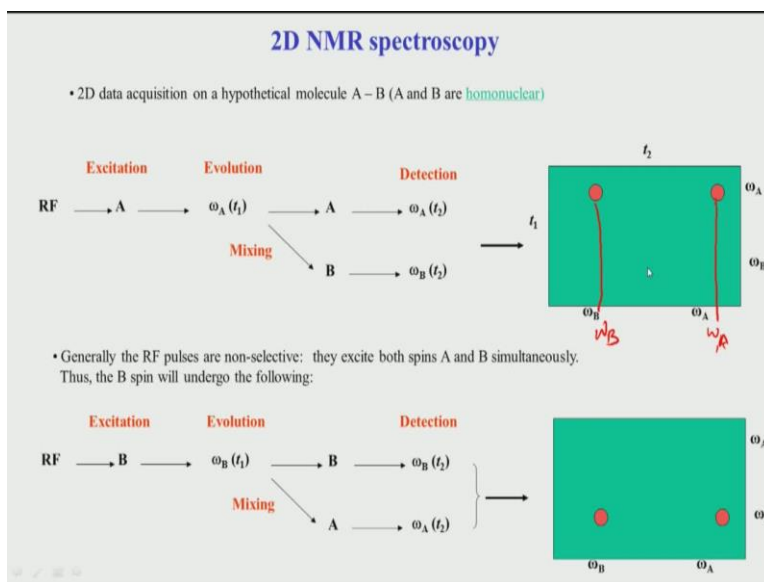 2D NMR spectroscopy
• 2D data acquisition on a hypothetical molecule A – B (A and B are homonuclear)
Excitation Evolution Detection
RF A ωA (t1) A ωA (t2)
Mixing
B ωB (t2)
t2
t1
ωA
ωB
ωB ωA
WB WA
• Generally the RF pulses are non-selective: they excite both spins A and B simultaneously.
Thus, the B spin will undergo the following:
Excitation Evolution Detection
RF B ωB (t1) B ωB (t2)
Mixing
A ωA (t2)
ωA
ω
ωB ωA